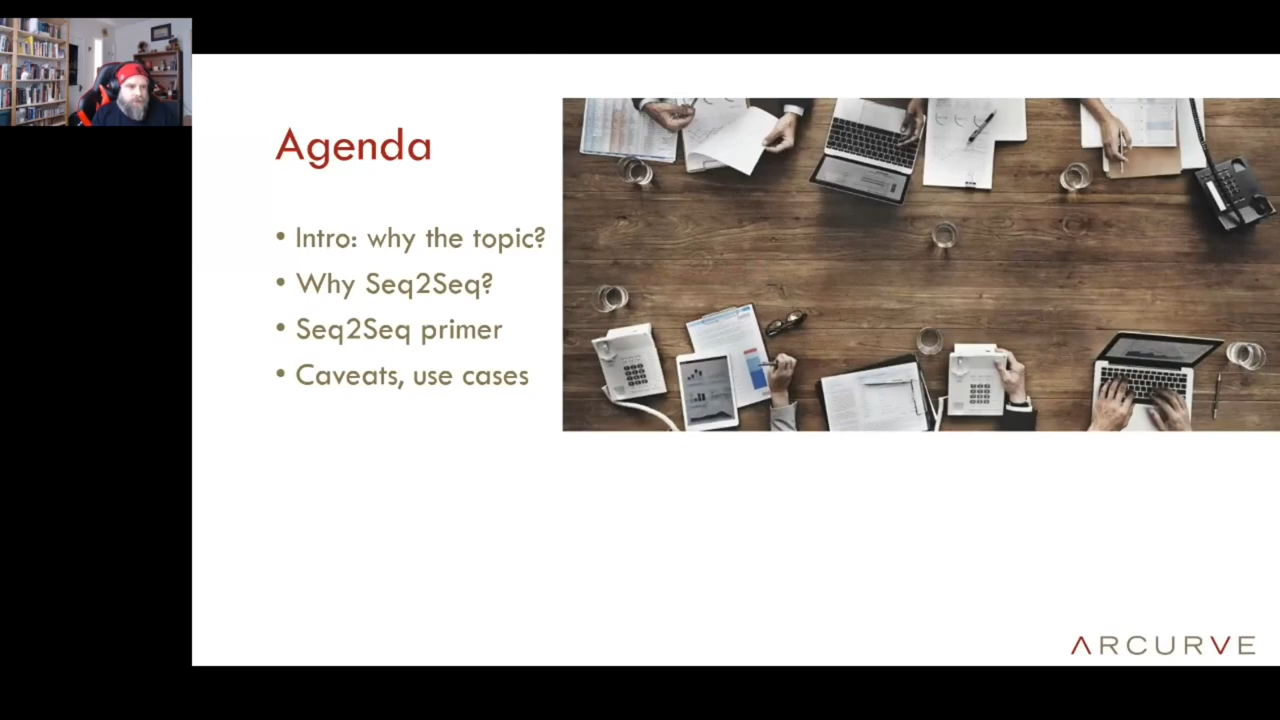 Agenda
• Intro: why the topic?
• Why Seq2Seq?
• Seq2Seq primer
• Caveats, use cases
ARCURVE